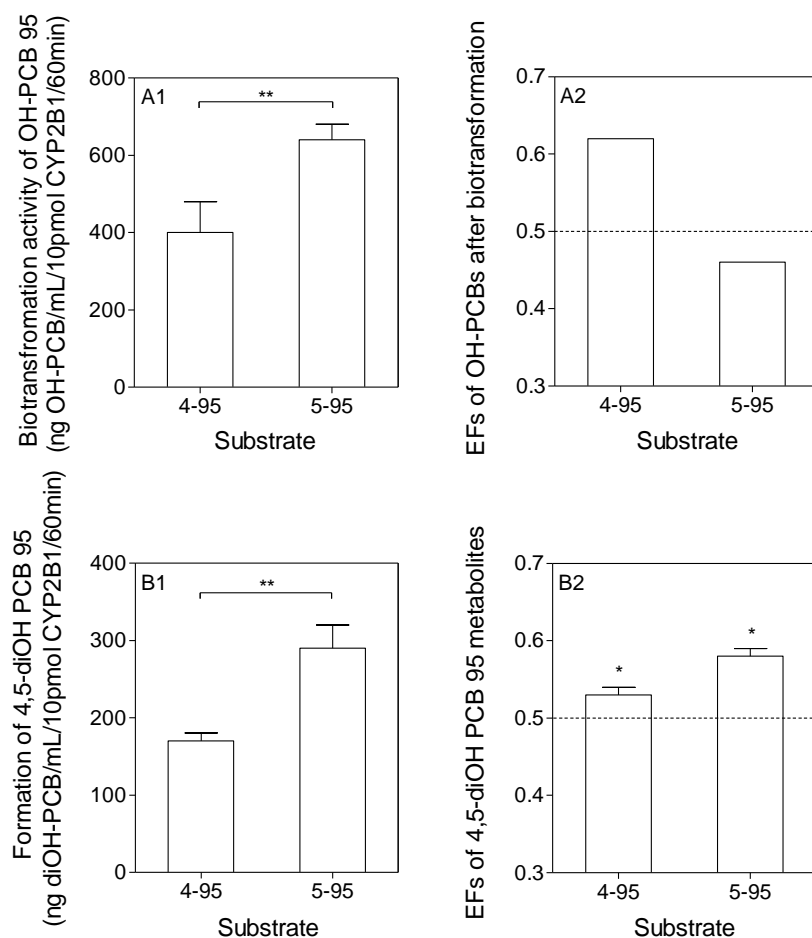 Biotransfromation activity of OH-PCB 95
(ng OH-PCB/mL/10pmol CYP2B1/60min)
800
600
400
200
0
A1
**
4-95
5-95
Substrate
EFs of OH-PCBs after biotransformation
0.7
0.6
0.5
0.4
0.3
A2
4-95
5-95
Substrate
Formation of 4,5-diOH PCB 95
(ng diOH-PCB/mL/10pmol CYP2B1/60min)
400
300
200
100
0
B1
**
4-95
5-95
Substrate
EFs of 4,5-diOH PCB 95 metabolites
0.7
0.6
0.5
0.4
0.3
B2
*
*
4-95
5-95
Substrate